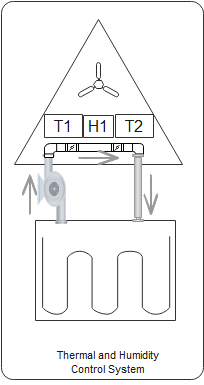 T1 H1 T2
Thermal and Humidity
Control System